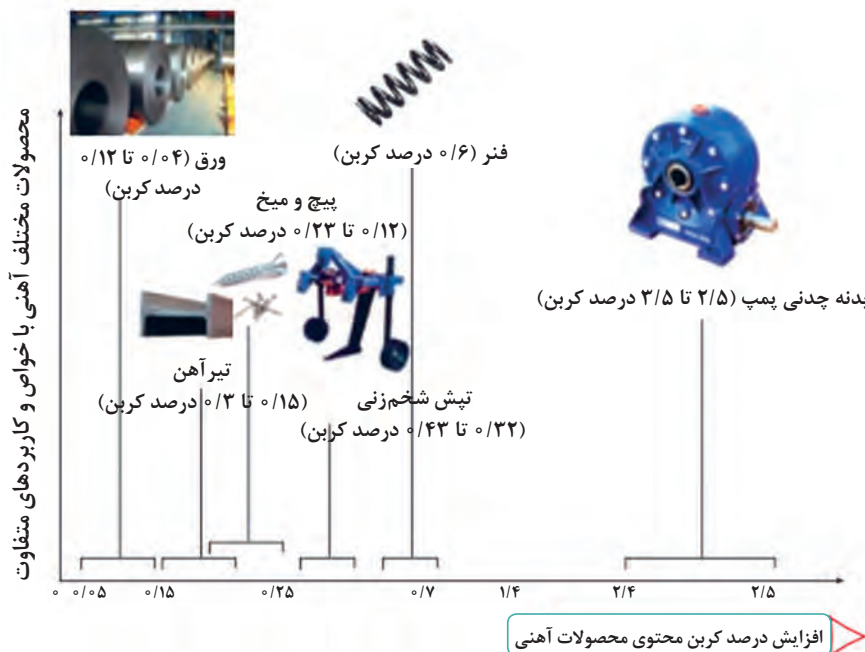 محصولات مختلف آهنی با خواص و کاربردهای متفاوت
ورق (۰/۰۴ تا ۰/۱۲
درصد کربن)
فنر (۰/۶ درصد کربن)
پیچ و میخ
(۰/۱۲ تا ۰/۲۳ درصد کربن)
بدنه چدنی پمپ (۲/۵ تا ۳/۵ درصد کربن)
تیرآهن
(۰/۱۵ تا ۰/۳ درصد کربن)
تپش شخم‌زنی
(۰/۳۲ تا ۰/۴۳ درصد کربن)
۰ ۰/۰۵ ۰/۱۵ ۰/۲۵ ۰/۷ ۱/۴ ۲/۴ ۲/۵
افزایش درصد کربن محتوی محصولات آهنی